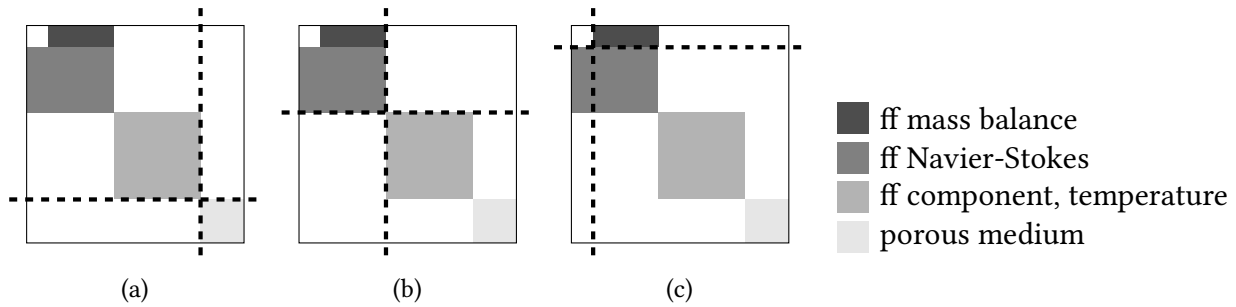 ff mass balance
ff Navier-Stokes
ff component, temperature
porous medium
(a)
(b)
(c)